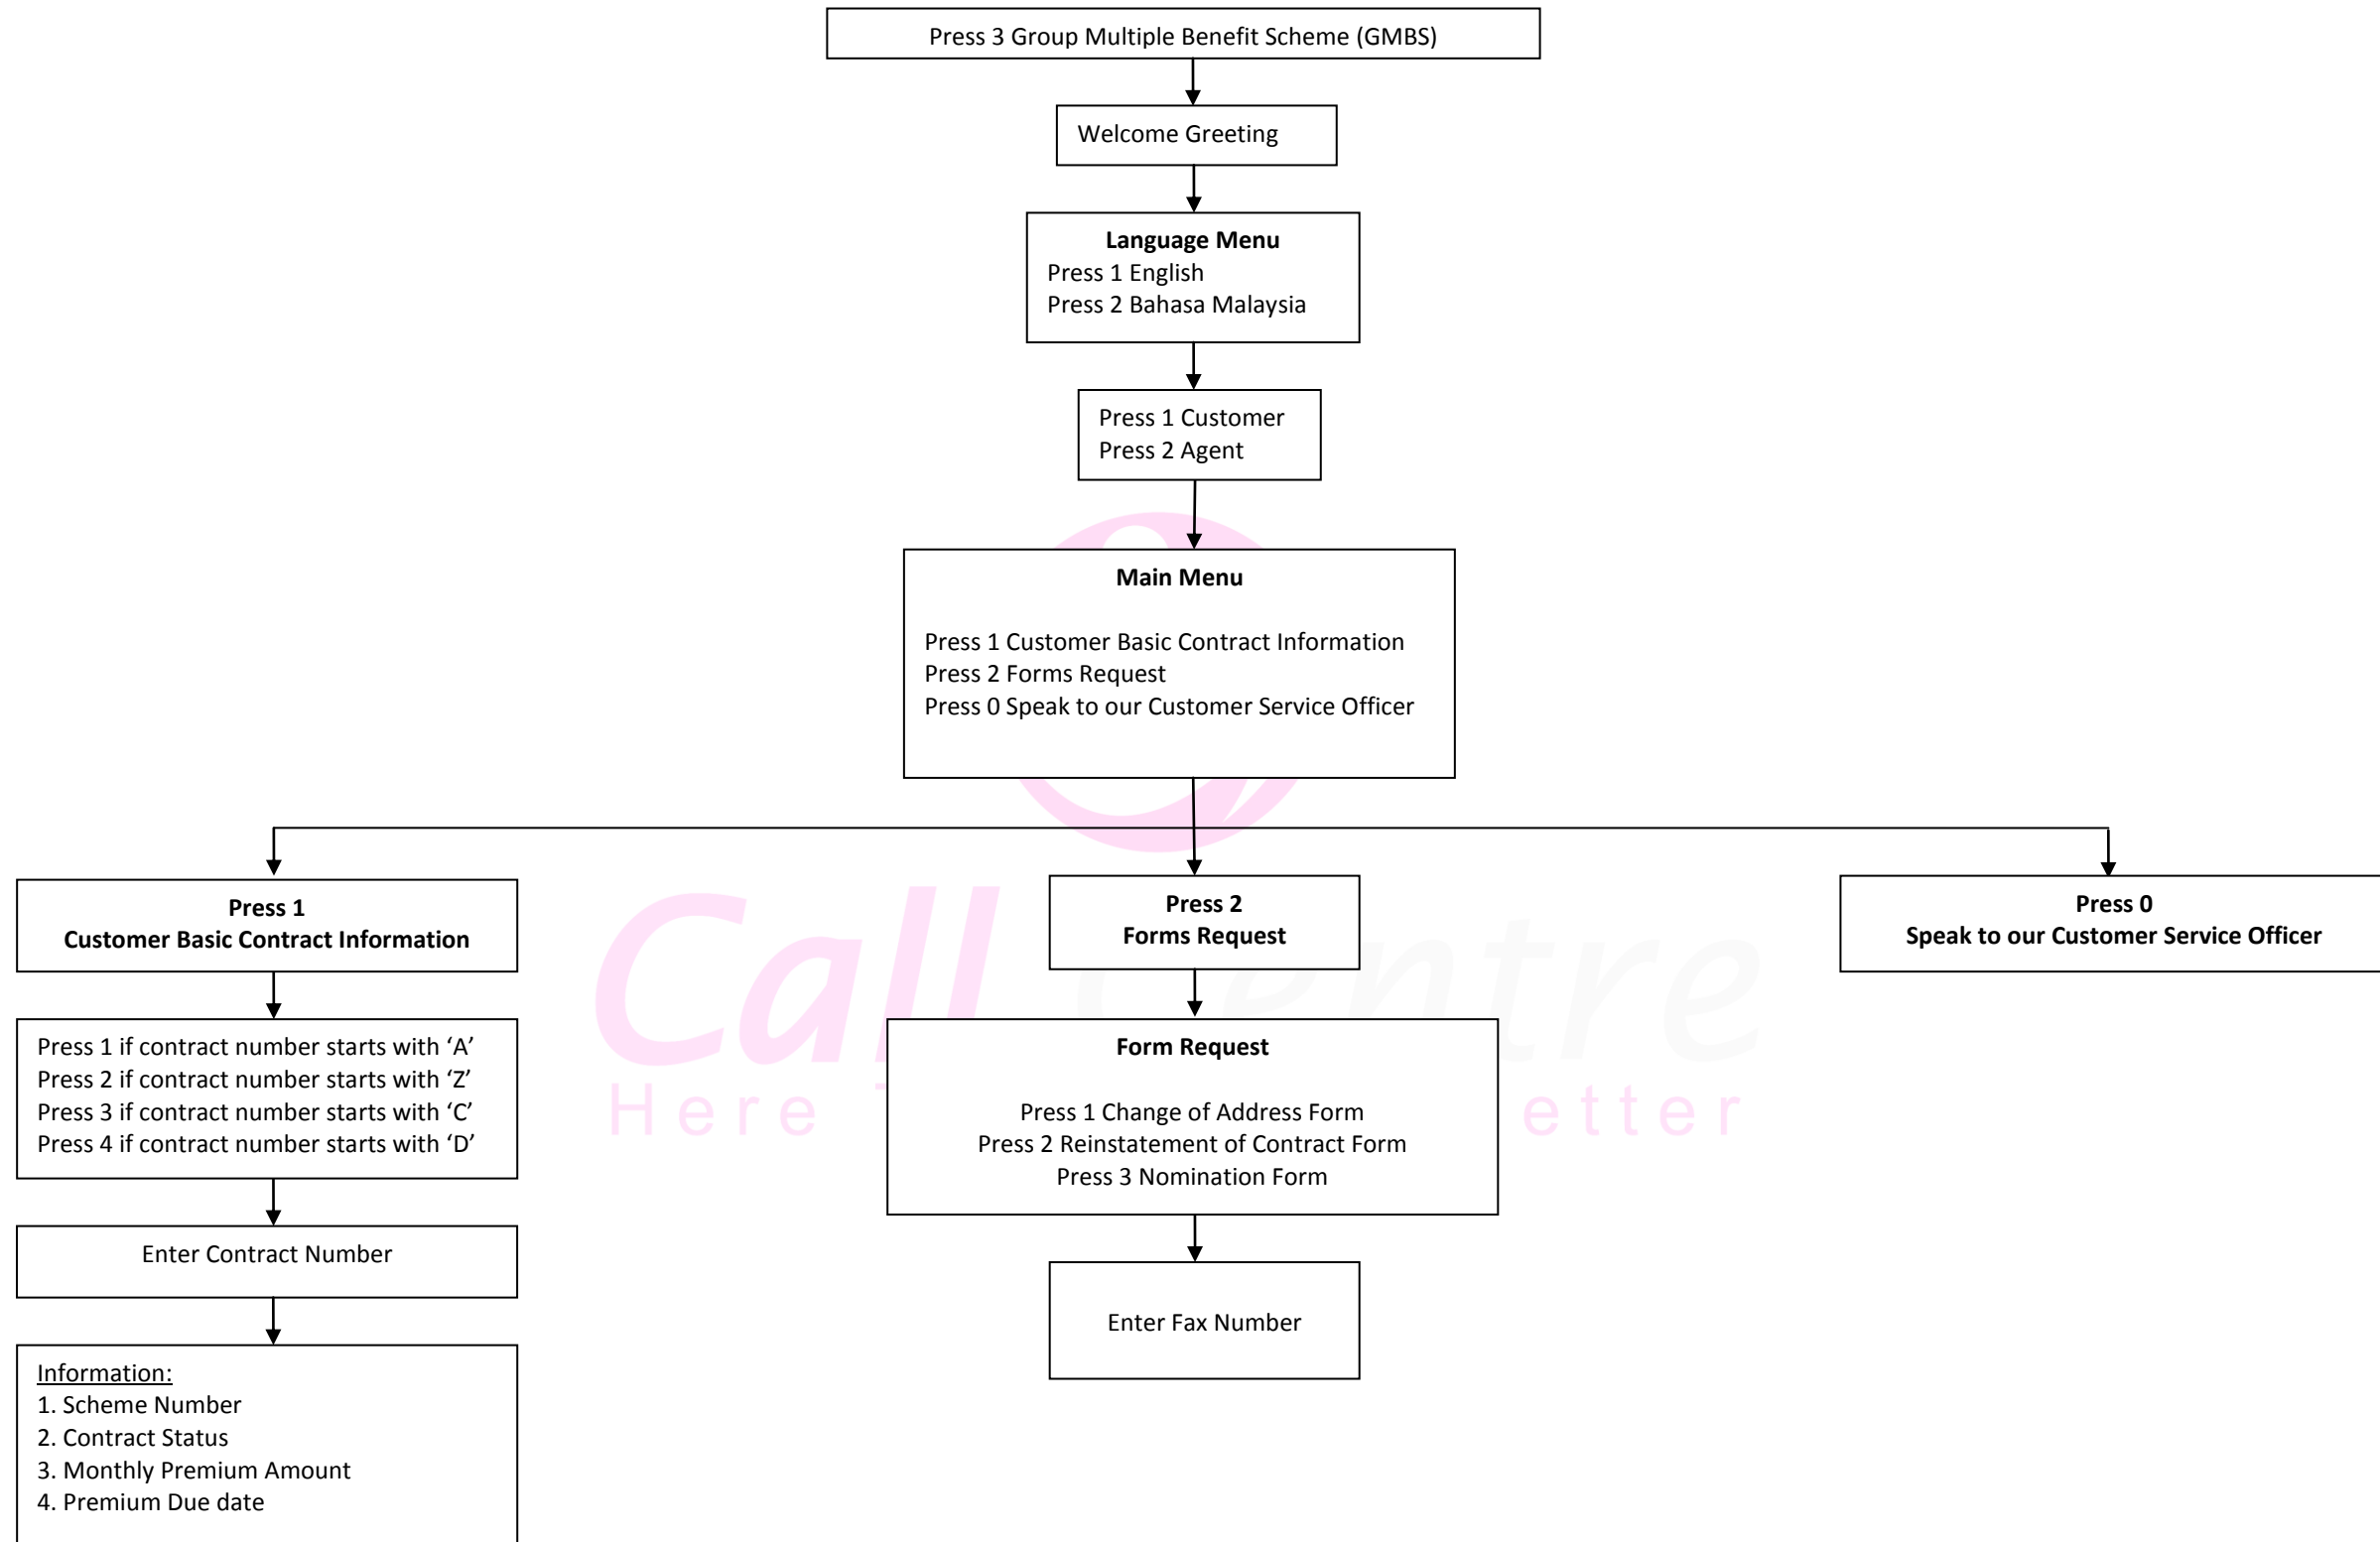 Press 3 Group Multiple Benefit Scheme (GMBS)
Welcome Greeting
Language Menu
Press 1 English
Press 2 Bahasa Malaysia
Press 1 Customer
Press 2 Agent
Main Menu
Press 1 Customer Basic Contract Information
Press 2 Forms Request
Press 0 Speak to our Customer Service Officer
Press 1
Customer Basic Contract Information
Press 1 if contract number starts with ‘A’
Press 2 if contract number starts with ‘Z’
Press 3 if contract number starts with ‘C’
Press 4 if contract number starts with ‘D’
Enter Contract Number
Information:
1. Scheme Number
2. Contract Status
3. Monthly Premium Amount
4. Premium Due date
Press 2
Forms Request
Form Request
Press 1 Change of Address Form
Press 2 Reinstatement of Contract Form
Press 3 Nomination Form
Enter Fax Number
Press 0
Speak to our Customer Service Officer
Call Centre
Here